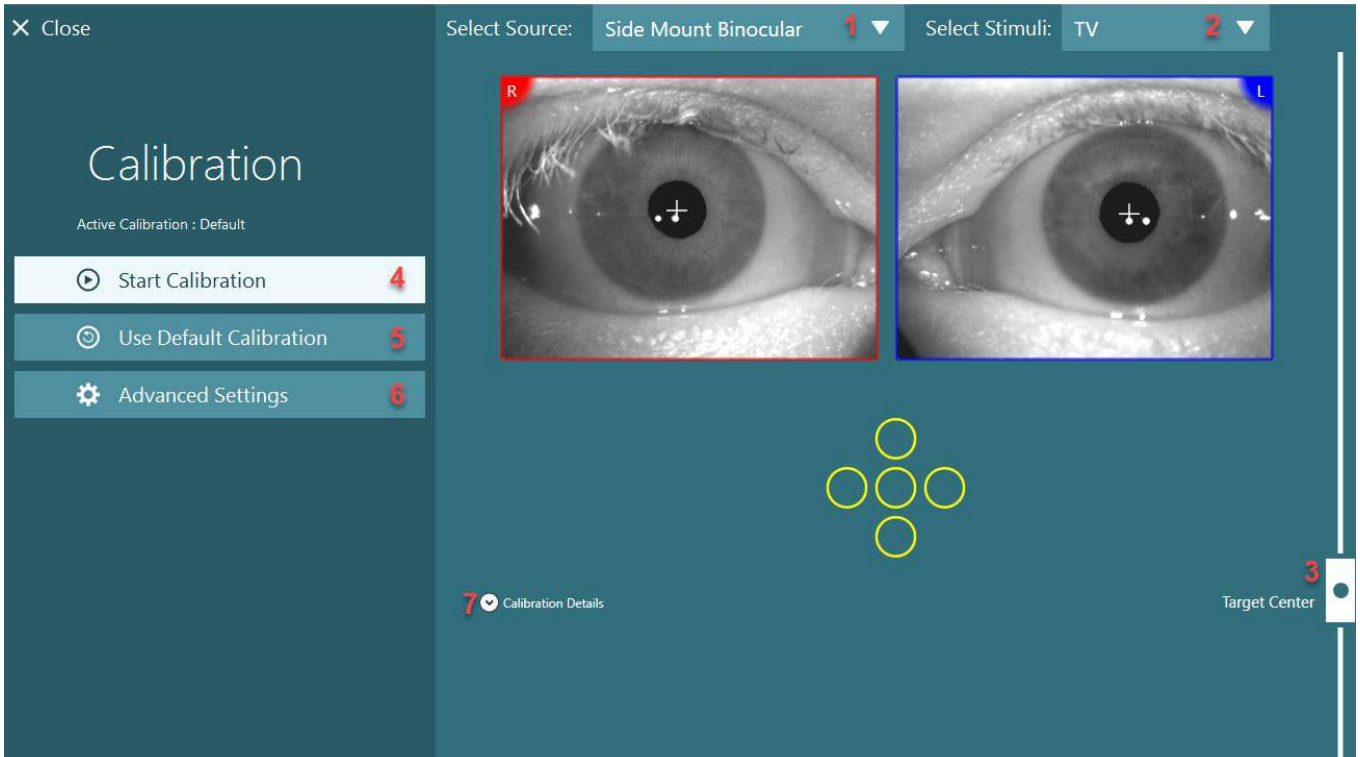 Close
Select Source: Side Mount Binocular 1 Select Stimuli: TV 2
R
L
Calibration
Active Calibration : Default
Start Calibration 4
Use Default Calibration 5
Advanced Settings 6
3
7 Calibration Details
Target Center